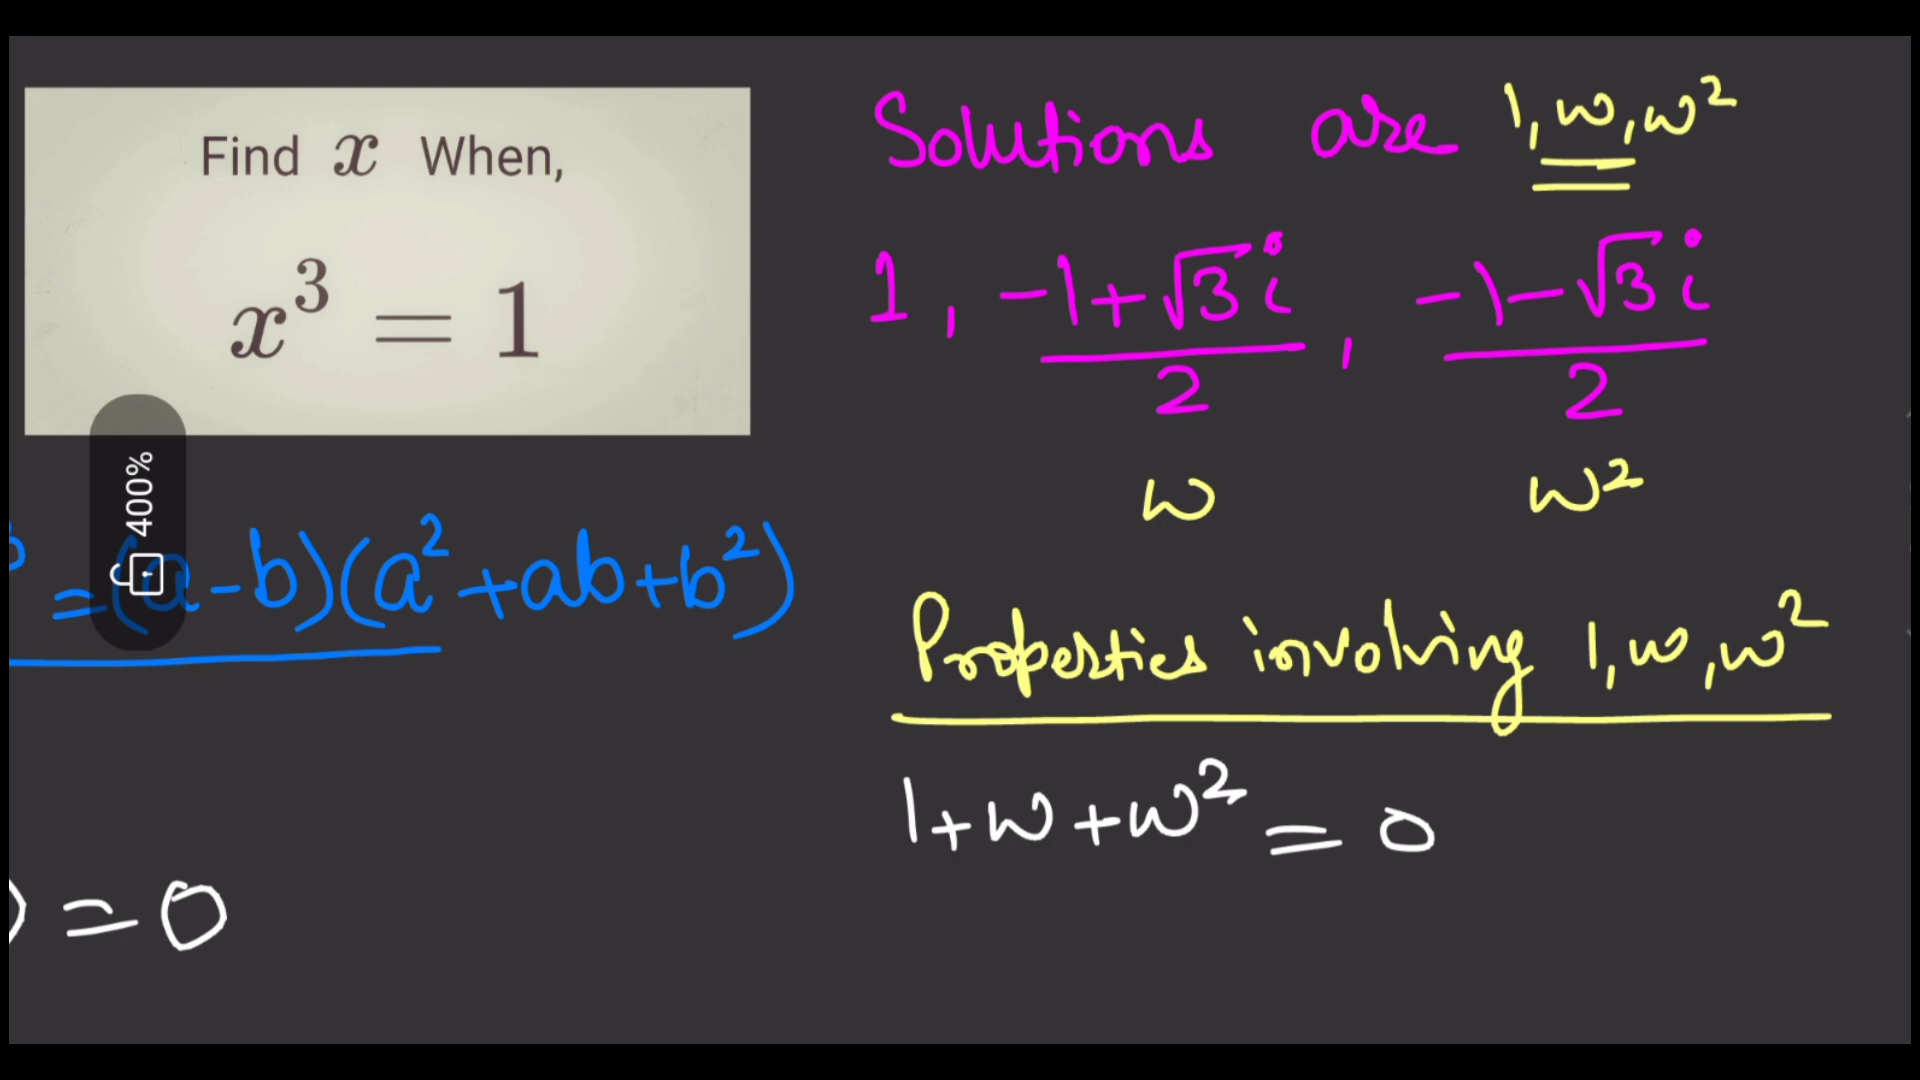 Find x When,
x³ = 1
400%
= (a-b)(a²+ab+b²)
) = 0
Solutions are 1, ω, ω²
1, (-1+√3 i)/2, (-1-√3 i)/2
ω ω²
Properties involving 1, ω, ω²
1+ω+ω² = 0